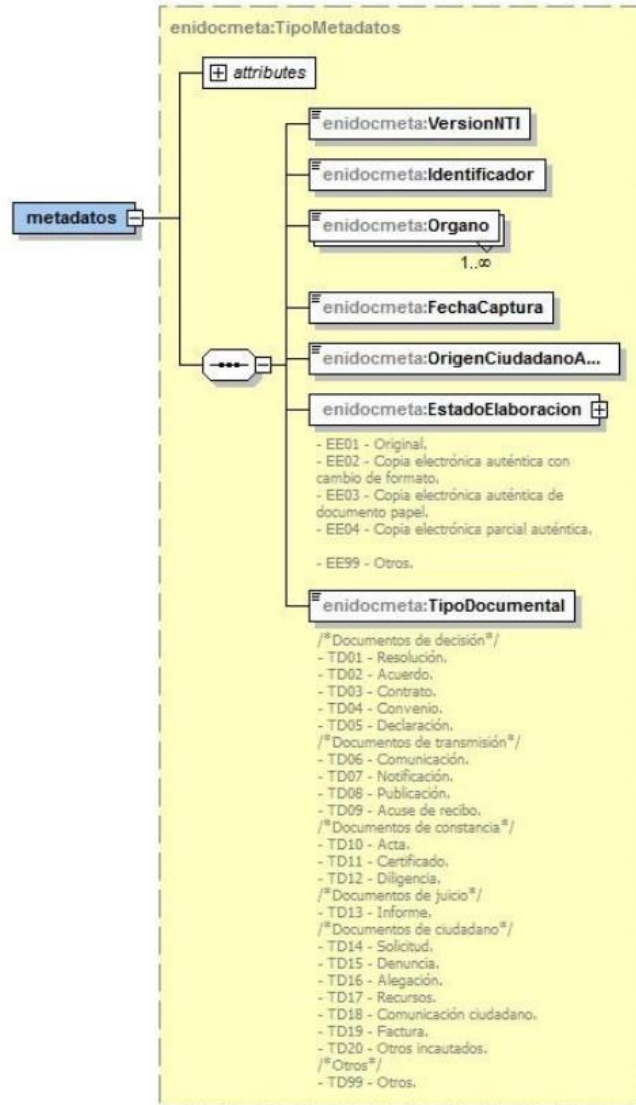 enidocmeta:TipoMetadatos
attributes
enidocmeta:VersionNTI
enidocmeta:Identificador
metadatos
enidocmeta:Organo
1..∞
enidocmeta:FechaCaptura
enidocmeta:OrigenCiudadanoA...
enidocmeta:EstadoElaboracion
- EE01 - Original.
- EE02 - Copia electrónica auténtica con
cambio de formato.
- EE03 - Copia electrónica auténtica de
documento papel.
- EE04 - Copia electrónica parcial auténtica.
- EE99 - Otros.
enidocmeta:TipoDocumental
/*Documentos de decisión*/
- TD01 - Resolución.
- TD02 - Acuerdo.
- TD03 - Contrato.
- TD04 - Convenio.
- TD05 - Declaración.
/*Documentos de transmisión*/
- TD06 - Comunicación.
- TD07 - Notificación.
- TD08 - Publicación.
- TD09 - Acuse de recibo.
/*Documentos de constancia*/
- TD10 - Acta.
- TD11 - Certificado.
- TD12 - Diligencia.
/*Documentos de juicio*/
- TD13 - Informe.
/*Documentos de ciudadano*/
- TD14 - Solicitud.
- TD15 - Denuncia.
- TD16 - Alegación.
- TD17 - Recursos.
- TD18 - Comunicación ciudadano.
- TD19 - Factura.
- TD20 - Otros incautados.
/*Otros*/
- TD99 - Otros.